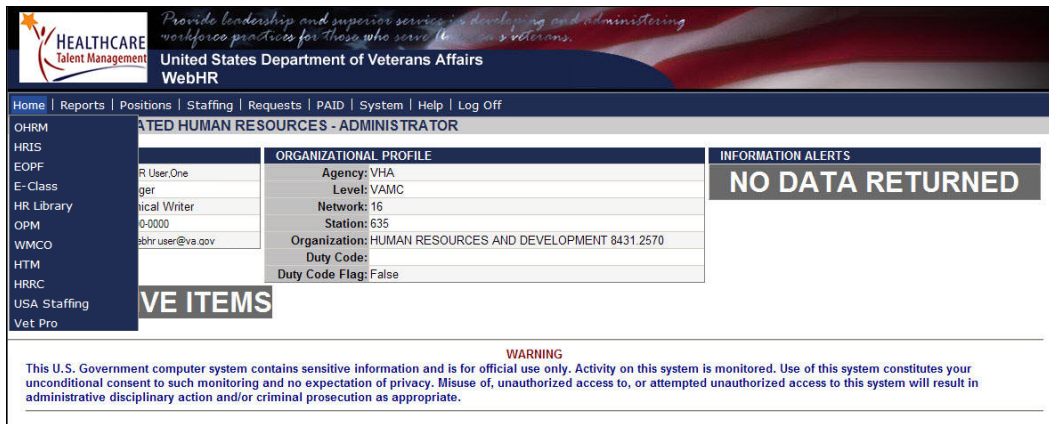 Provide leadership and superior service in developing and administering
workforce practices for those who serve s veterans.
HEALTHCARE
Talent Management
United States Department of Veterans Affairs
WebHR
Home | Reports | Positions | Staffing | Requests | PAID | System | Help | Log Off
OHRM
HRIS
EOPF
E-Class
HR Library
OPM
WMCO
HTM
HRRC
USA Staffing
Vet Pro
ATED HUMAN RESOURCES - ADMINISTRATOR
R User,One
ger
nical Writer
0-0000
ebhr.user@va.gov
ORGANIZATIONAL PROFILE
Agency: VHA
Level: VAMC
Network: 16
Station: 635
Organization: HUMAN RESOURCES AND DEVELOPMENT 8431.2570
Duty Code:
Duty Code Flag: False
INFORMATION ALERTS
NO DATA RETURNED
VE ITEMS
WARNING
This U.S. Government computer system contains sensitive information and is for official use only. Activity on this system is monitored. Use of this system constitutes your
unconditional consent to such monitoring and no expectation of privacy. Misuse of, unauthorized access to, or attempted unauthorized access to this system will result in
administrative disciplinary action and/or criminal prosecution as appropriate.